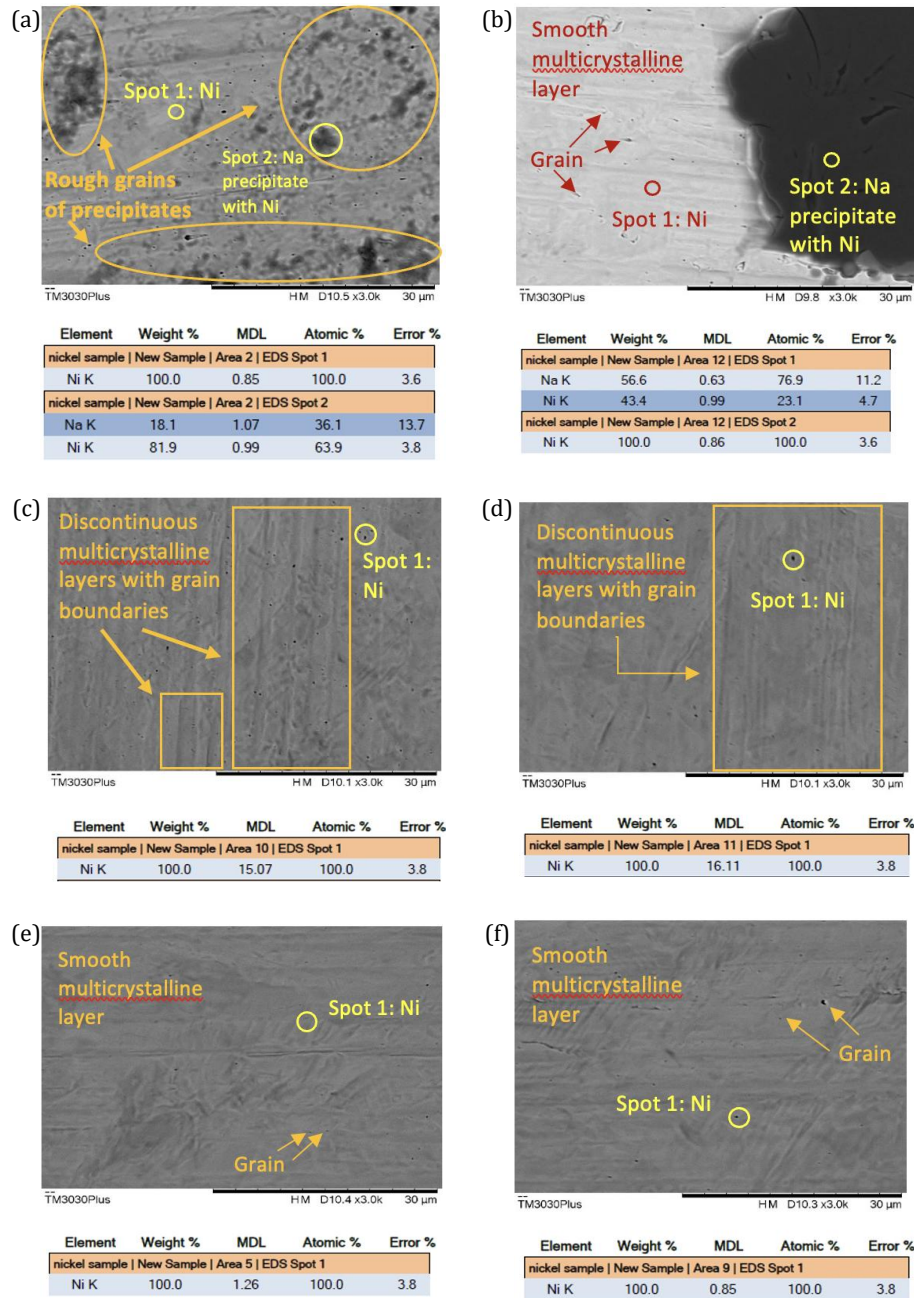 (a)
Spot 1: Ni
Spot 2: Na
precipitate
with Ni
Rough grains
of precipitates
TM3030Plus
HM D10.5 x3.0k 30 µm
Element Weight % MDL Atomic % Error %
nickel sample | New Sample | Area 2 | EDS Spot 1
Ni K 100.0 0.85 100.0 3.6
nickel sample | New Sample | Area 2 | EDS Spot 2
Na K 18.1 1.07 36.1 13.7
Ni K 81.9 0.99 63.9 3.8
(b)
Smooth
multicrystalline
layer
Grain
Spot 1: Ni
Spot 2: Na
precipitate
with Ni
TM3030Plus
HM D9.8 x3.0k 30 µm
Element Weight % MDL Atomic % Error %
nickel sample | New Sample | Area 12 | EDS Spot 1
Na K 56.6 0.63 76.9 11.2
Ni K 43.4 0.99 23.1 4.7
nickel sample | New Sample | Area 12 | EDS Spot 2
Ni K 100.0 0.86 100.0 3.6
(c)
Discontinuous
multicrystalline
layers with grain
boundaries
Spot 1:
Ni
TM3030Plus
HM D10.1 x3.0k 30 µm
Element Weight % MDL Atomic % Error %
nickel sample | New Sample | Area 10 | EDS Spot 1
Ni K 100.0 15.07 100.0 3.8
(d)
Discontinuous
multicrystalline
layers with grain
boundaries
Spot 1: Ni
TM3030Plus
HM D10.1 x3.0k 30 µm
Element Weight % MDL Atomic % Error %
nickel sample | New Sample | Area 11 | EDS Spot 1
Ni K 100.0 16.11 100.0 3.8
(e)
Smooth
multicrystalline
layer
Spot 1: Ni
Grain
TM3030Plus
HM D10.4 x3.0k 30 µm
Element Weight % MDL Atomic % Error %
nickel sample | New Sample | Area 5 | EDS Spot 1
Ni K 100.0 1.26 100.0 3.8
(f)
Smooth
multicrystalline
layer
Grain
Spot 1: Ni
TM3030Plus
HM D10.3 x3.0k 30 µm
Element Weight % MDL Atomic % Error %
nickel sample | New Sample | Area 9 | EDS Spot 1
Ni K 100.0 0.85 100.0 3.8